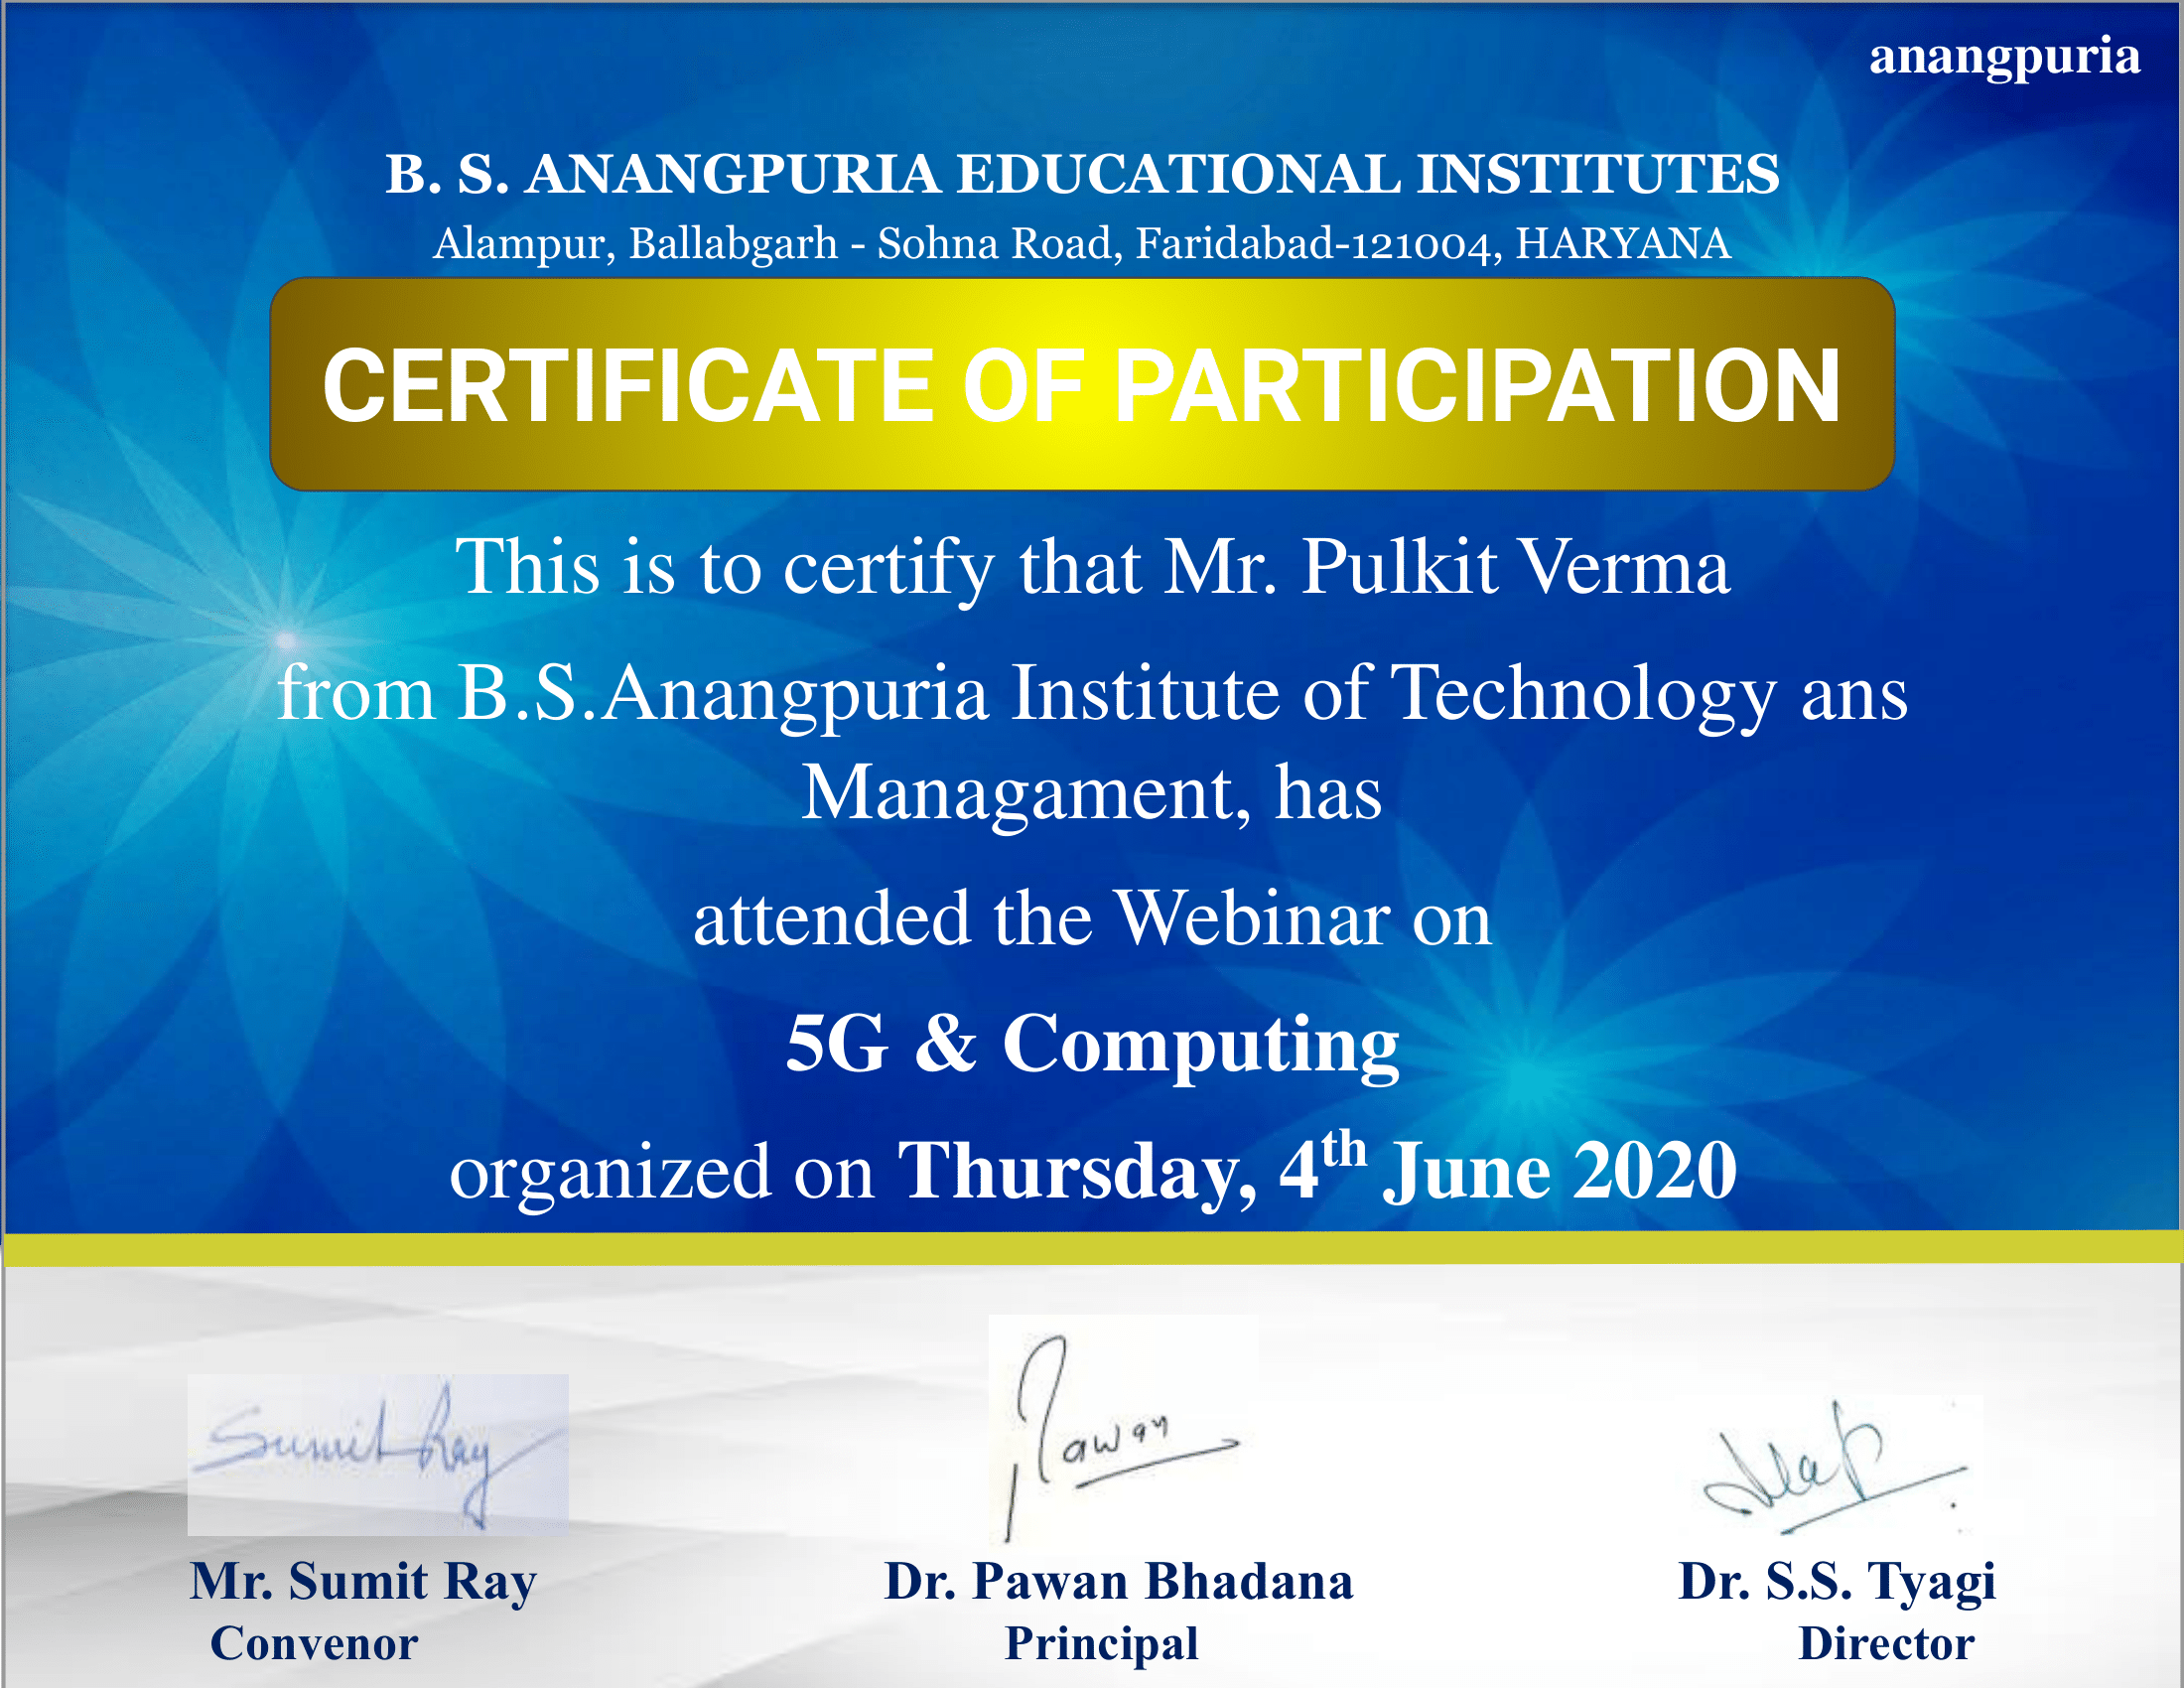 anangpuria
B. S. ANANGPURIA EDUCATIONAL INSTITUTES
Alampur, Ballabgarh - Sohna Road, Faridabad-121004, HARYANA
CERTIFICATE OF PARTICIPATION
This is to certify that Mr. Pulkit Verma
from B.S.Anangpuria Institute of Technology ans
Managament, has
attended the Webinar on
5G & Computing
organized on Thursday, 4th June 2020
Sumit Ray
Pawan
Mr. Sumit Ray
Dr. Pawan Bhadana
Dr. S.S. Tyagi
Convenor
Principal
Director